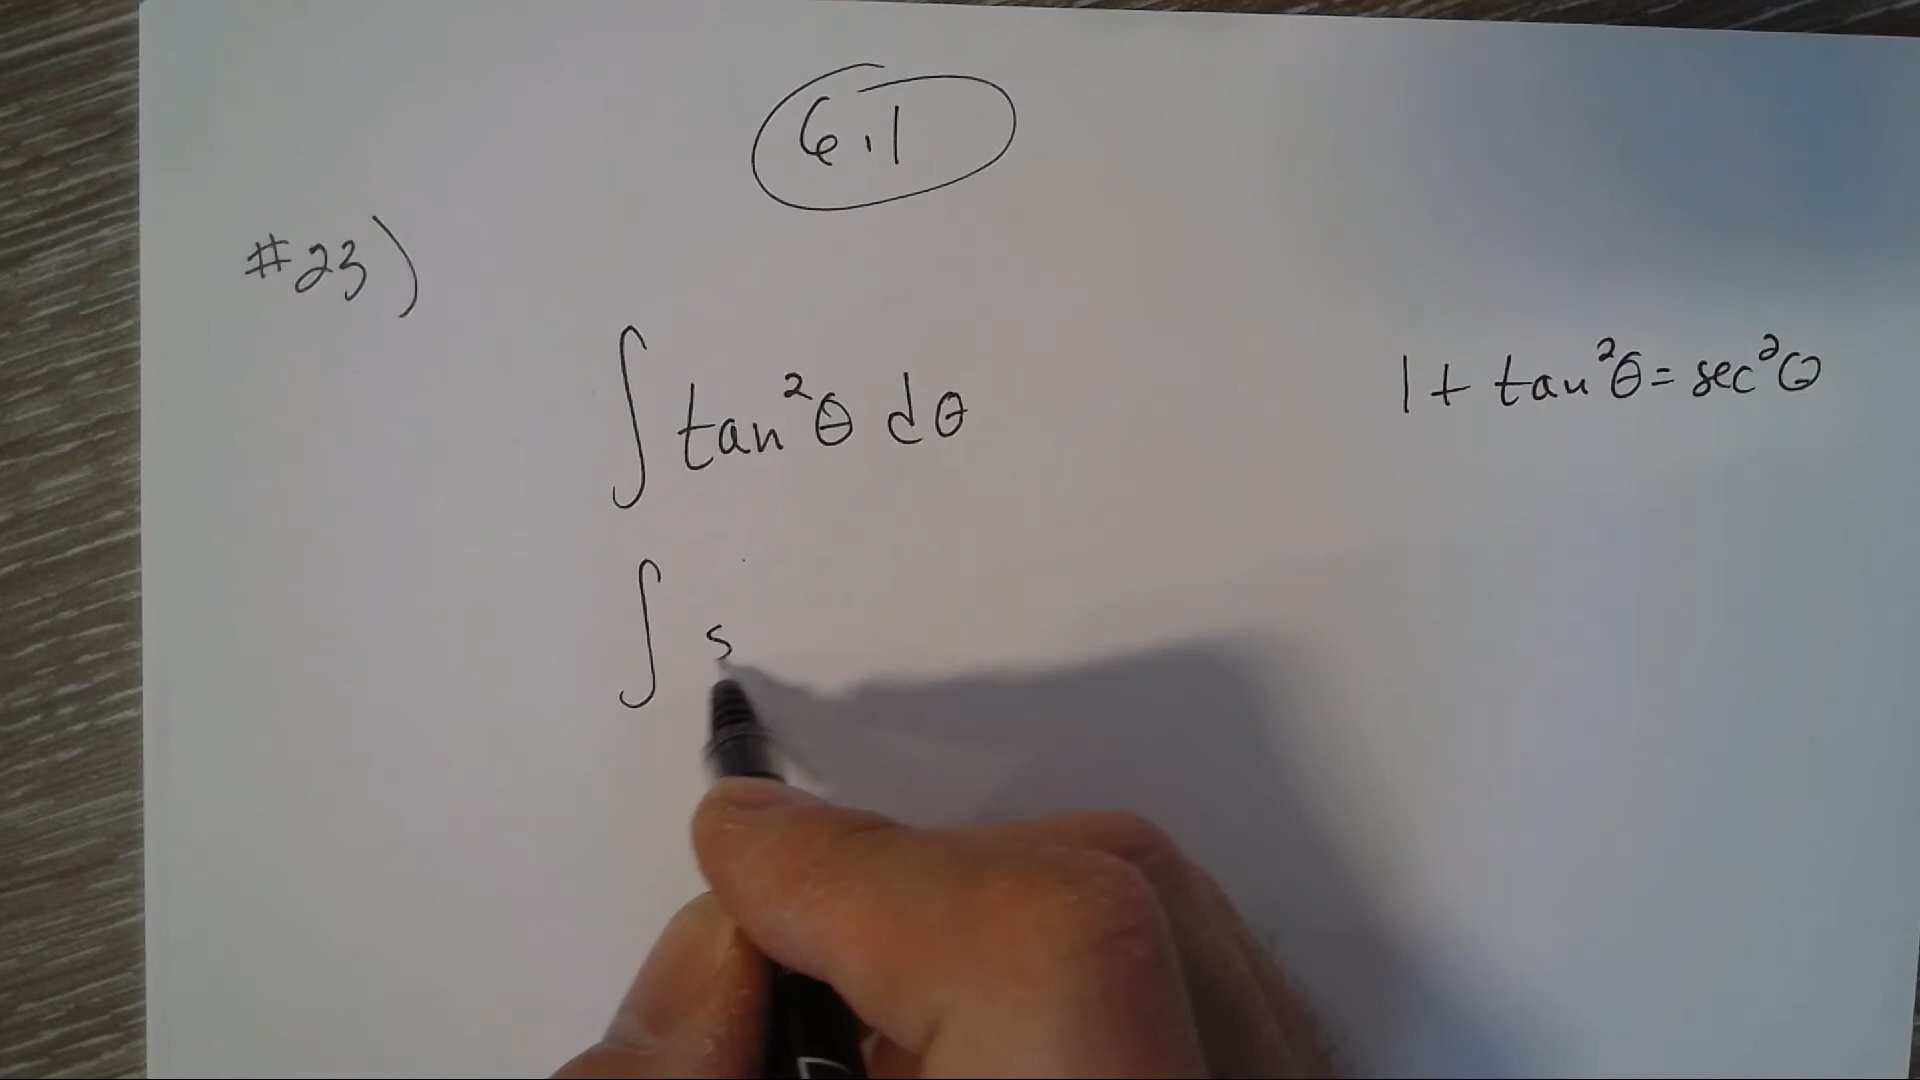 6.1
#23)
∫ tan²θ dθ
1 + tan²θ = sec²θ
∫ s